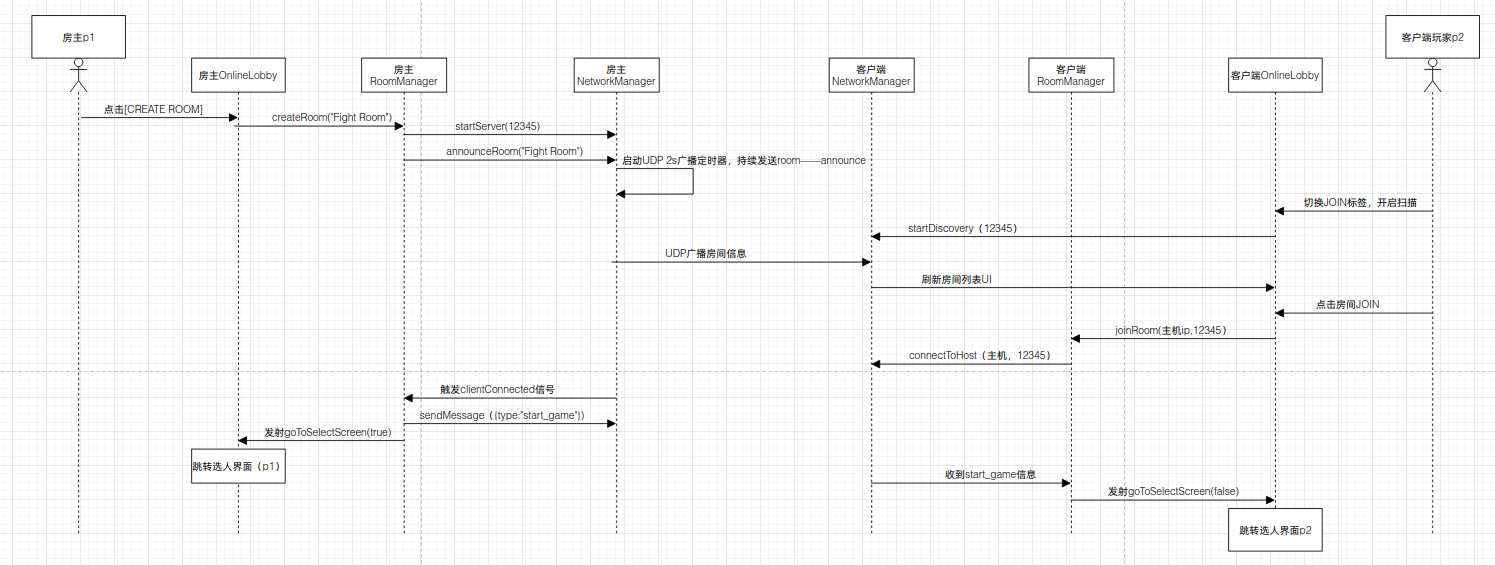 房主p1
客户端玩家p2
房主OnlineLobby
房主
RoomManager
房主
NetworkManager
客户端
NetworkManager
客户端
RoomManager
客户端OnlineLobby
点击[CREATE ROOM]
createRoom("Fight Room")
startServer(12345)
announceRoom("Fight Room")
启动UDP 2s广播定时器，持续发送room——announce
切换JOIN标签，开启扫描
startDiscovery（12345）
UDP广播房间信息
刷新房间列表UI
点击房间JOIN
joinRoom(主机ip,12345）
connectToHost（主机，12345）
触发clientConnected信号
sendMessage（{type:"start_game"})
发射goToSelectScreen(true)
跳转选人界面（p1）
收到start_game信息
发射goToSelectScreen(false)
跳转选人界面p2